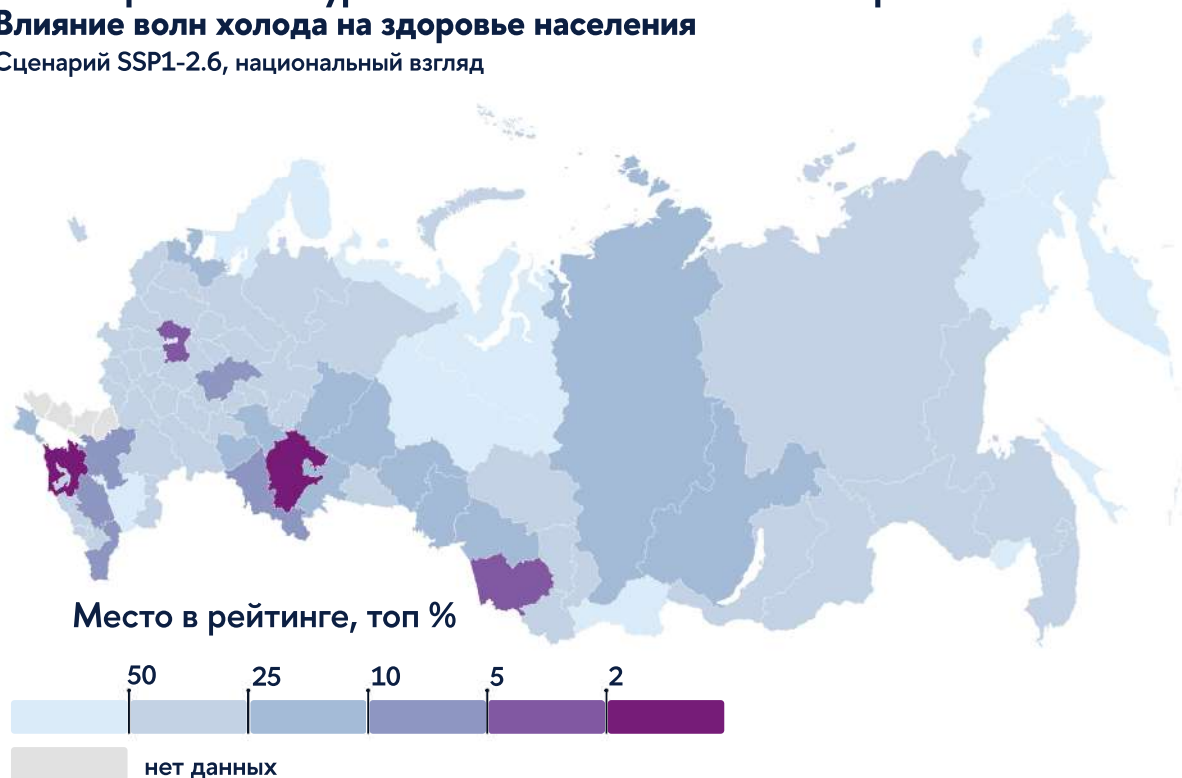 Влияние волн холода на здоровье населения
Сценарий SSP1-2.6, национальный взгляд
Место в рейтинге, топ %
50 25 10 5 2
нет данных